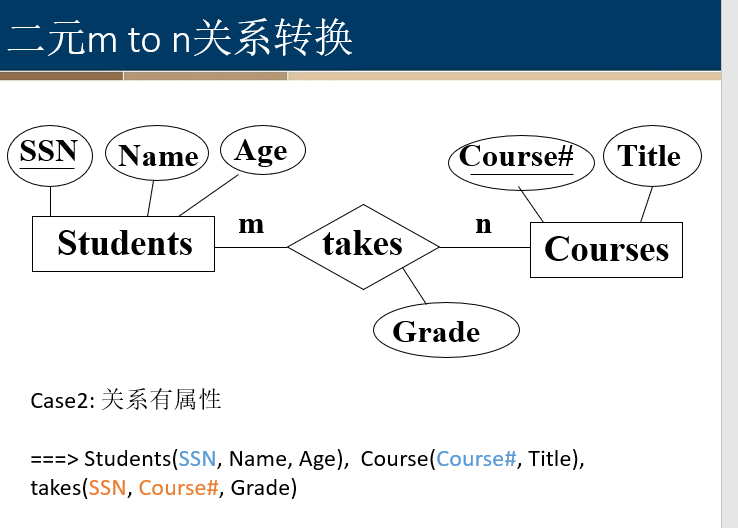 二元m to n关系转换
SSN Name Age Course# Title
m n
Students takes Courses
Grade
Case2: 关系有属性
===> Students(SSN, Name, Age), Course(Course#, Title),
takes(SSN, Course#, Grade)